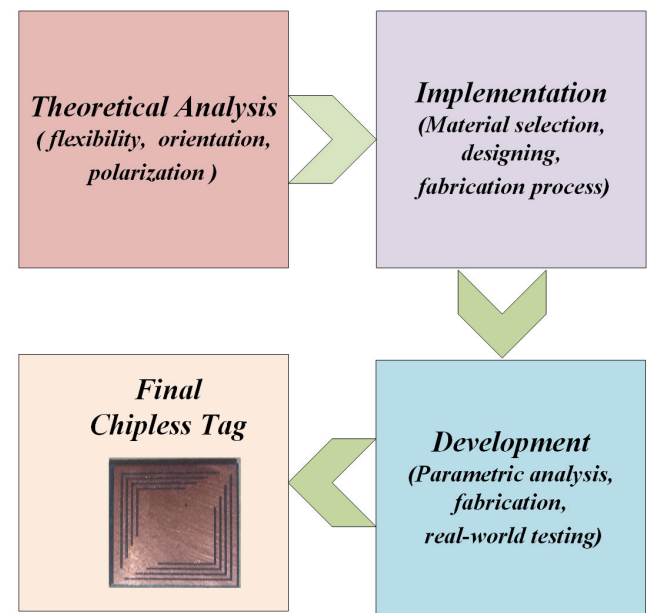 Theoretical Analysis
( flexibility, orientation,
polarization )
Implementation
(Material selection,
designing,
fabrication process)
Development
(Parametric analysis,
fabrication,
real-world testing)
Final
Chipless Tag